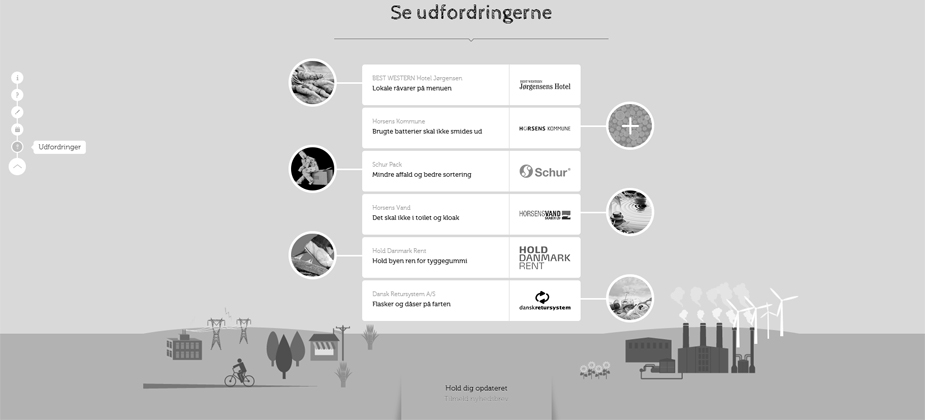 Se udfordringerne
BEST WESTERN Hotel Jørgensen
Lokale råvarer på menuen
BEST WESTERN
Jørgensens Hotel
Horsens Kommune
Brugte batterier skal ikke smides ud
HORSENS KOMMUNE
Udfordringer
Schur Pack
Mindre affald og bedre sortering
Schur®
Horsens Vand
Det skal ikke i toilet og kloak
HORSENSVAND
Hold Danmark Rent
Hold byen ren for tyggegummi
HOLD
DANMARK
RENT
Dansk Retursystem A/S
Flasker og dåser på farten
danskretursystem
Hold dig opdateret
Tilmeld nyhedsbrev